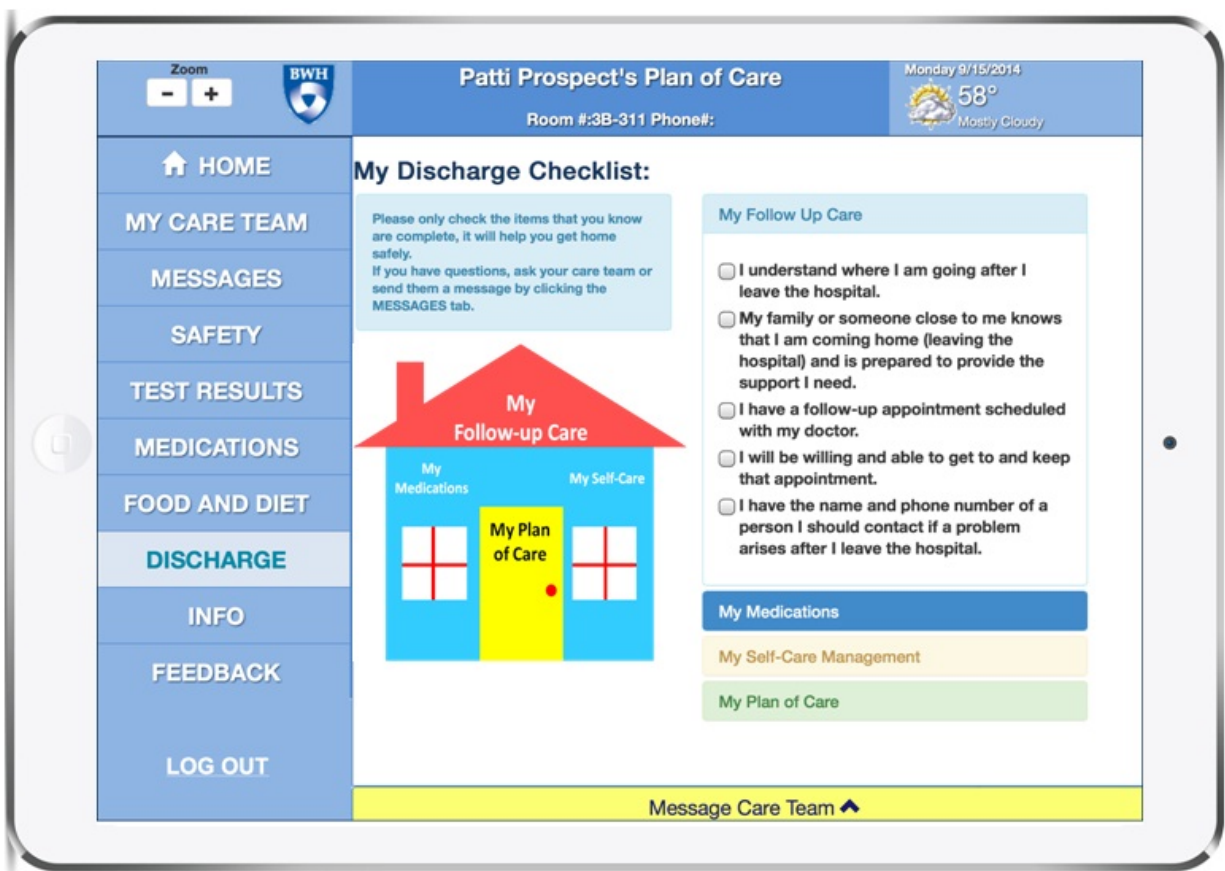 Zoom
- +
BWH
Patti Prospect's Plan of Care
Room #:3B-311 Phone#:
Monday 9/15/2014
58°
Mostly Cloudy
HOME
MY CARE TEAM
MESSAGES
SAFETY
TEST RESULTS
MEDICATIONS
FOOD AND DIET
DISCHARGE
INFO
FEEDBACK
LOG OUT
My Discharge Checklist:
Please only check the items that you know
are complete, it will help you get home
safely.
If you have questions, ask your care team or
send them a message by clicking the
MESSAGES tab.
My
Follow-up Care
My
Medications
My Self-Care
My Plan
of Care
My Follow Up Care
I understand where I am going after I
leave the hospital.
My family or someone close to me knows
that I am coming home (leaving the
hospital) and is prepared to provide the
support I need.
I have a follow-up appointment scheduled
with my doctor.
I will be willing and able to get to and keep
that appointment.
I have the name and phone number of a
person I should contact if a problem
arises after I leave the hospital.
My Medications
My Self-Care Management
My Plan of Care
Message Care Team